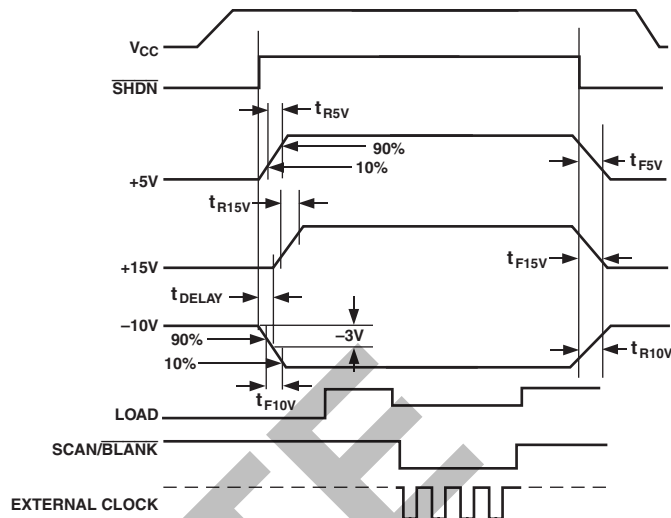 VCC
SHDN
tR5V
90%
10%
+5V
tF5V
tR15V
+15V
tF15V
tDELAY
–10V
–3V
90%
10%
tR10V
tF10V
LOAD
SCAN/BLANK
EXTERNAL CLOCK